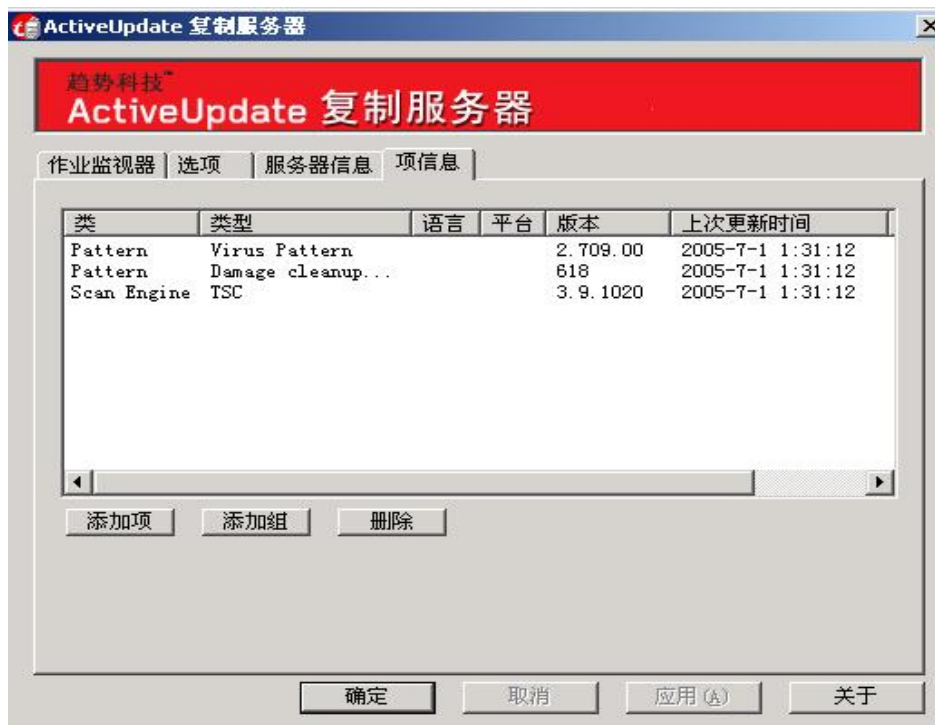 ActiveUpdate 复制服务器
趋势科技™
ActiveUpdate 复制服务器
作业监视器 选项 服务器信息 项信息
类 类型 语言 平台 版本 上次更新时间
Pattern Virus Pattern 2.709.00 2005-7-1 1:31:12
Pattern Damage cleanup... 618 2005-7-1 1:31:12
Scan Engine TSC 3.9.1020 2005-7-1 1:31:12
添加项 添加组 删除
确定 取消 应用(A) 关于